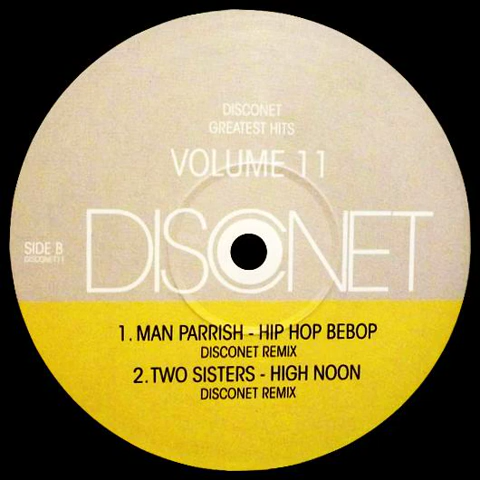 DISCONET
GREATEST HITS
VOLUME 11
DISCONET
SIDE B
DISCONET11
1. MAN PARRISH - HIP HOP BEBOP
DISCONET REMIX
2. TWO SISTERS - HIGH NOON
DISCONET REMIX